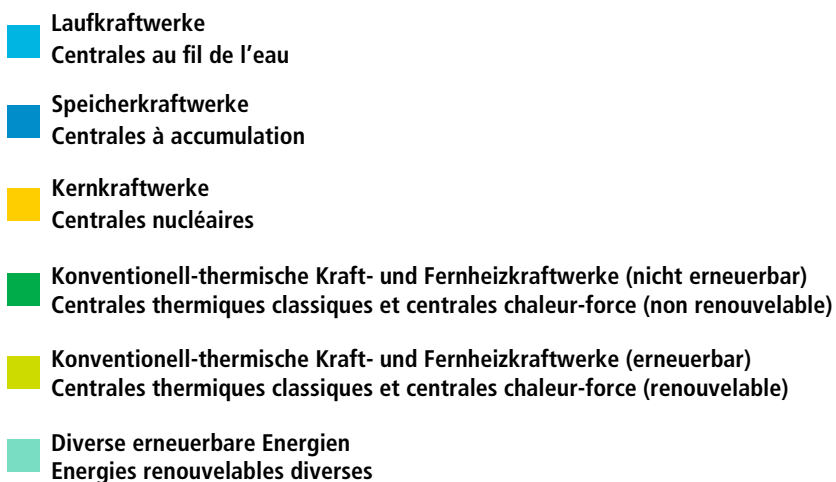 Laufkraftwerke
Centrales au fil de l’eau
Speicherkraftwerke
Centrales à accumulation
Kernkraftwerke
Centrales nucléaires
Konventionell-thermische Kraft- und Fernheizkraftwerke (nicht erneuerbar)
Centrales thermiques classiques et centrales chaleur-force (non renouvelable)
Konventionell-thermische Kraft- und Fernheizkraftwerke (erneuerbar)
Centrales thermiques classiques et centrales chaleur-force (renouvelable)
Diverse erneuerbare Energien
Energies renouvelables diverses